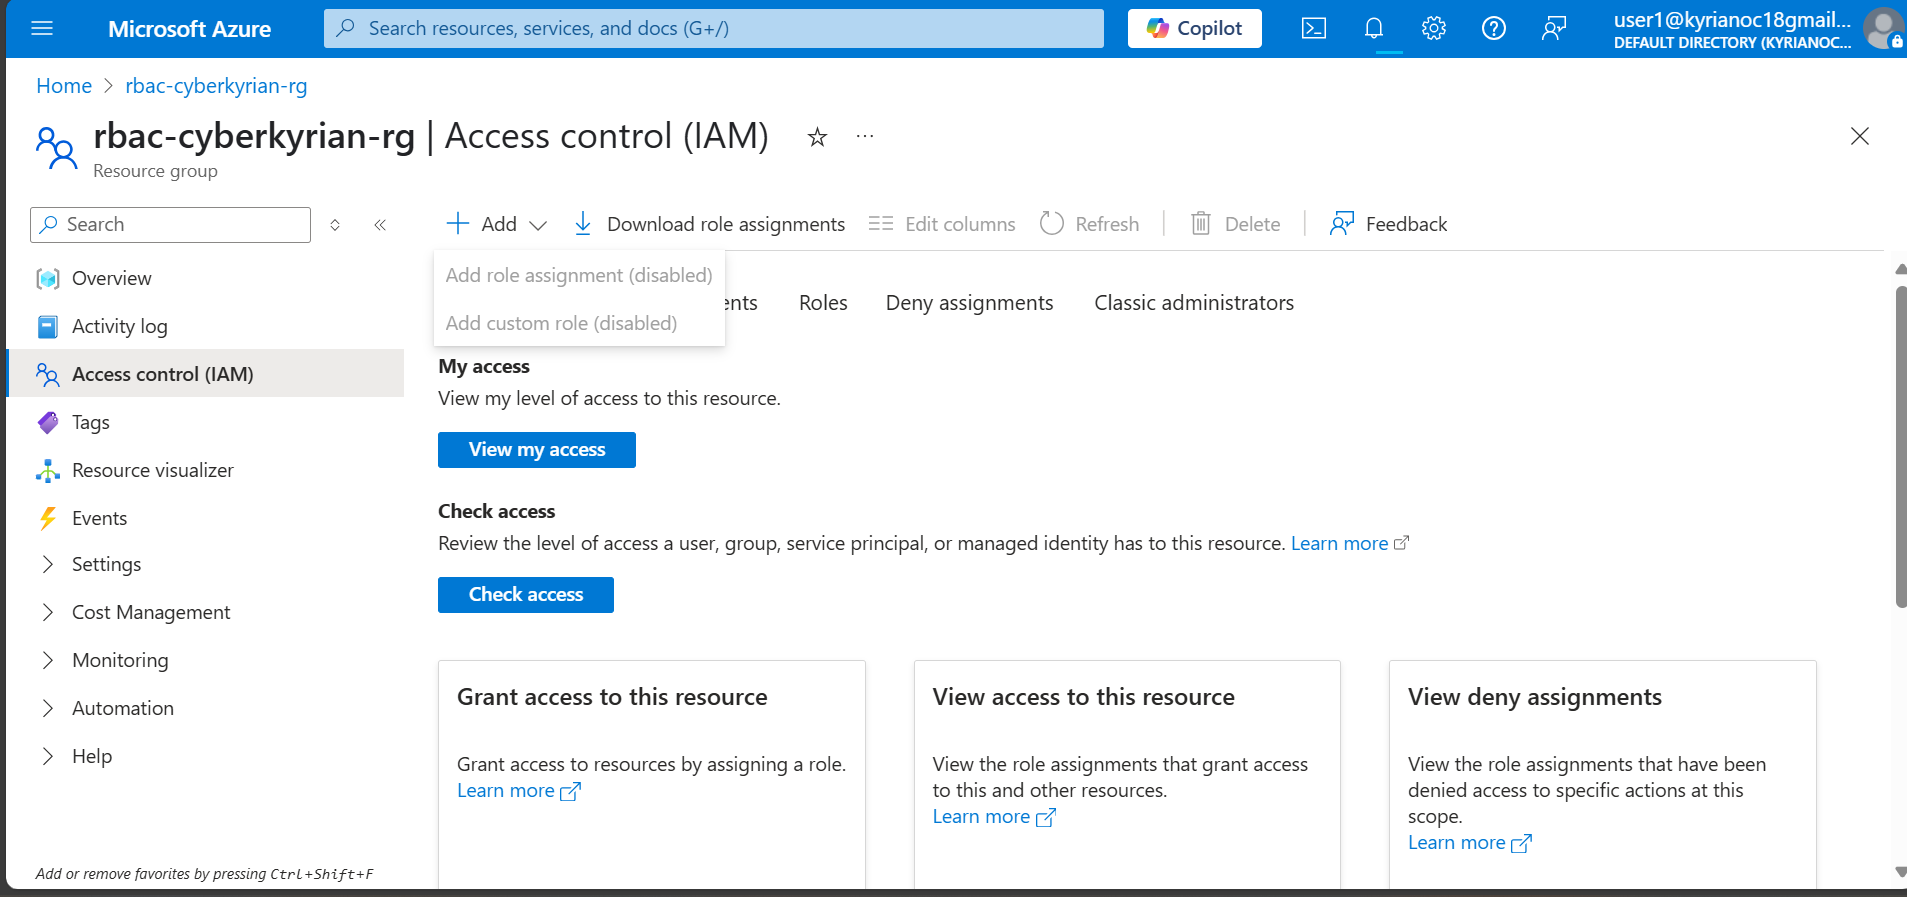 Microsoft Azure
Search resources, services, and docs (G+/)
Copilot
user1@kyrianoc18gmail...
DEFAULT DIRECTORY (KYRIANOC...
Home > rbac-cyberkyrian-rg
rbac-cyberkyrian-rg | Access control (IAM)
Resource group
Search
Add
Download role assignments
Edit columns
Refresh
Delete
Feedback
Add role assignment (disabled)
Add custom role (disabled)
Roles
Deny assignments
Classic administrators
Overview
Activity log
Access control (IAM)
Tags
Resource visualizer
Events
Settings
Cost Management
Monitoring
Automation
Help
Add or remove favorites by pressing Ctrl+Shift+F
My access
View my level of access to this resource.
View my access
Check access
Review the level of access a user, group, service principal, or managed identity has to this resource. Learn more
Check access
Grant access to this resource
Grant access to resources by assigning a role.
Learn more
View access to this resource
View the role assignments that grant access
to this and other resources.
Learn more
View deny assignments
View the role assignments that have been
denied access to specific actions at this
scope.
Learn more